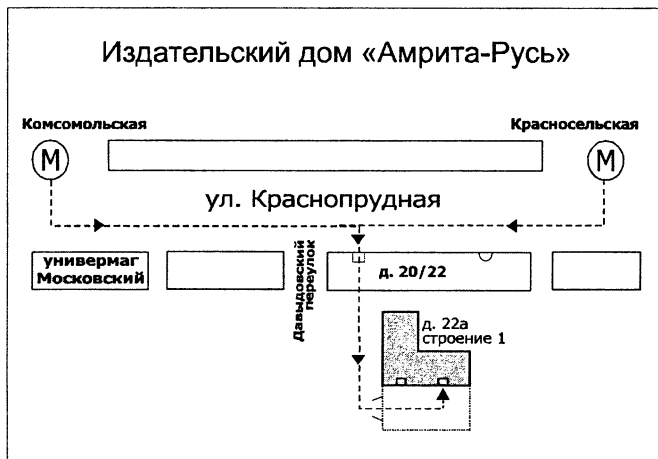 Издательский дом «Амрита-Русь»
Комсомольская
Красносельская
М
М
ул. Краснопрудная
универмаг
Московский
Давыдовский
переулок
д. 20/22
д. 22а
строение 1